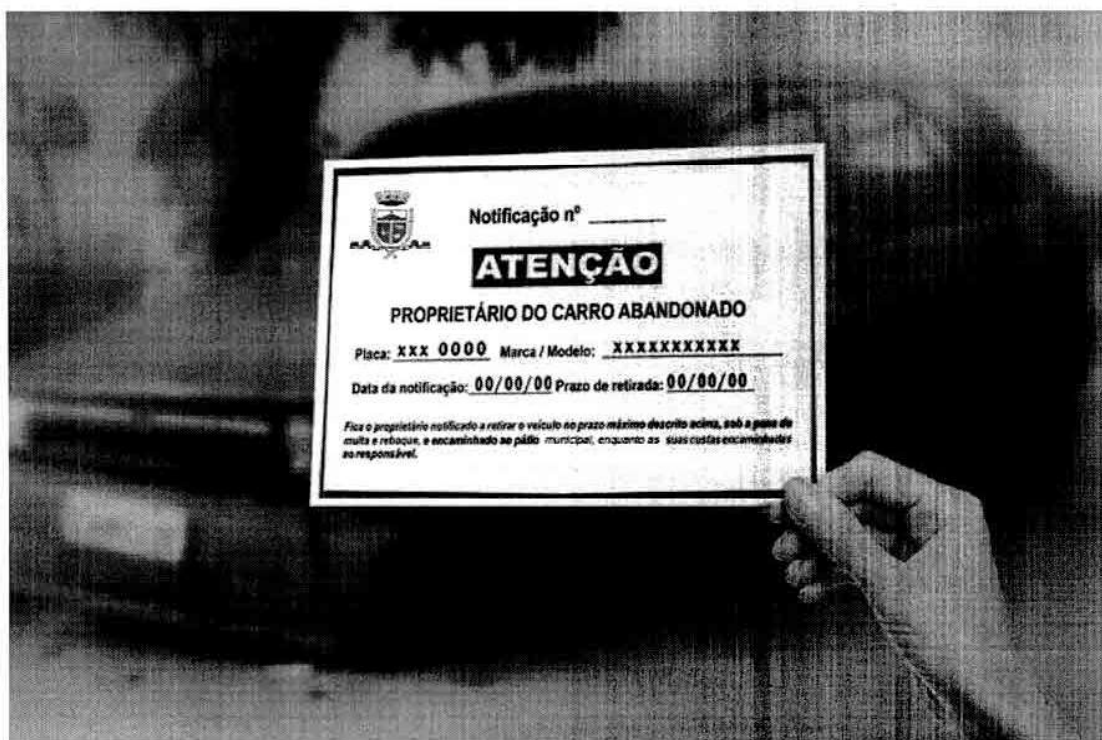 Notificação nº ________
ATENÇÃO
PROPRIETÁRIO DO CARRO ABANDONADO
Placa: XXX 0000 Marca / Modelo: XXXXXXXXXXX
Data da notificação: 00/00/00 Prazo de retirada: 00/00/00
Fica o proprietário notificado a retirar o veículo no prazo máximo descrito acima, sob a pena de
multa e reboque, e encaminhado ao pátio municipal, enquanto as suas custas encaminhadas
ao responsável.